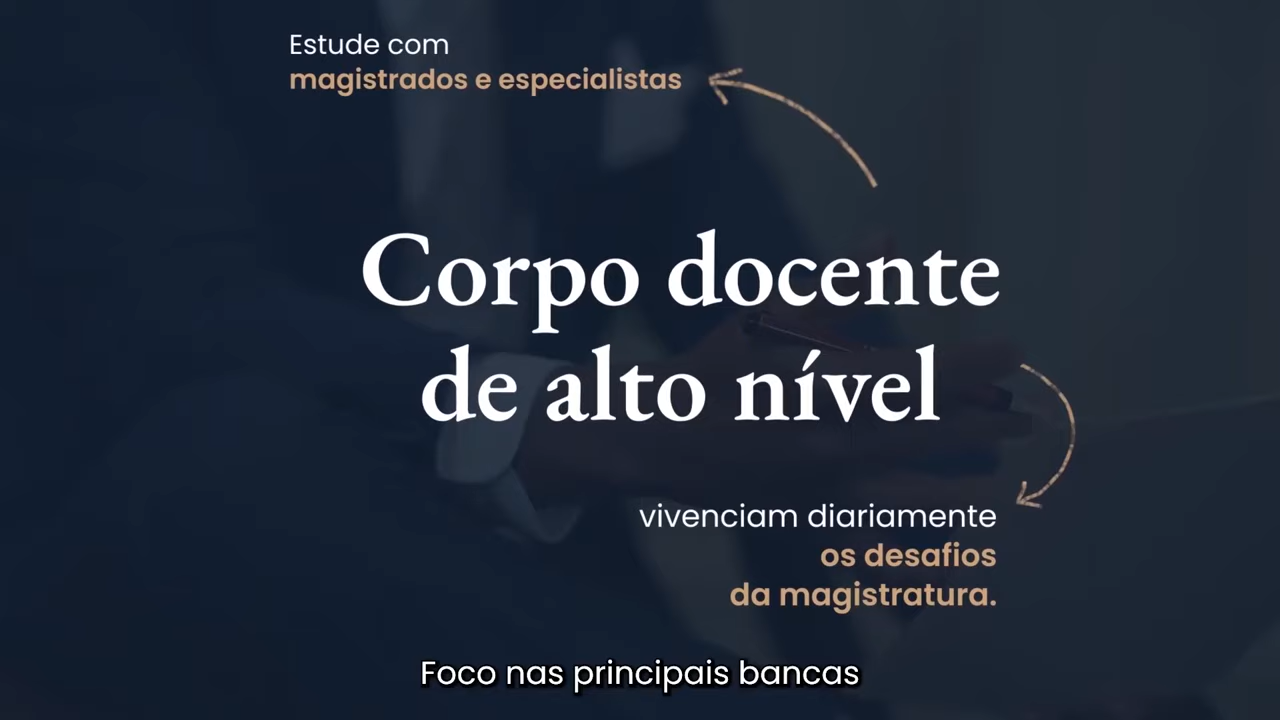 Estude com
magistrados e especialistas
Corpo docente
de alto nível
vivenciam diariamente
os desafios
da magistratura.
Foco nas principais bancas